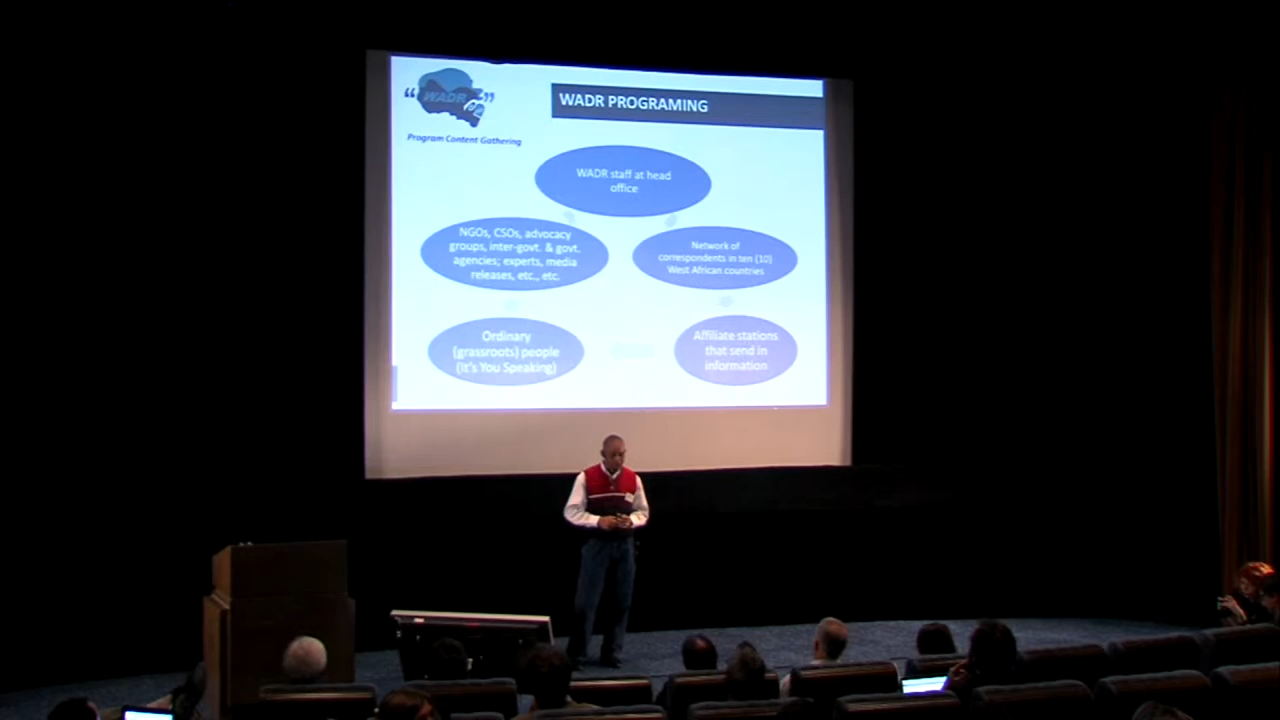 “WADR”
WADR PROGRAMING
Program Content Gathering
WADR staff at head
office
NGOs, CSOs, advocacy
groups, inter-govt. & govt.
agencies; experts, media
releases, etc., etc.
Network of
correspondents in ten (10)
West African countries
Ordinary
(grassroots) people
(It's You Speaking)
Affiliate stations
that send in
information